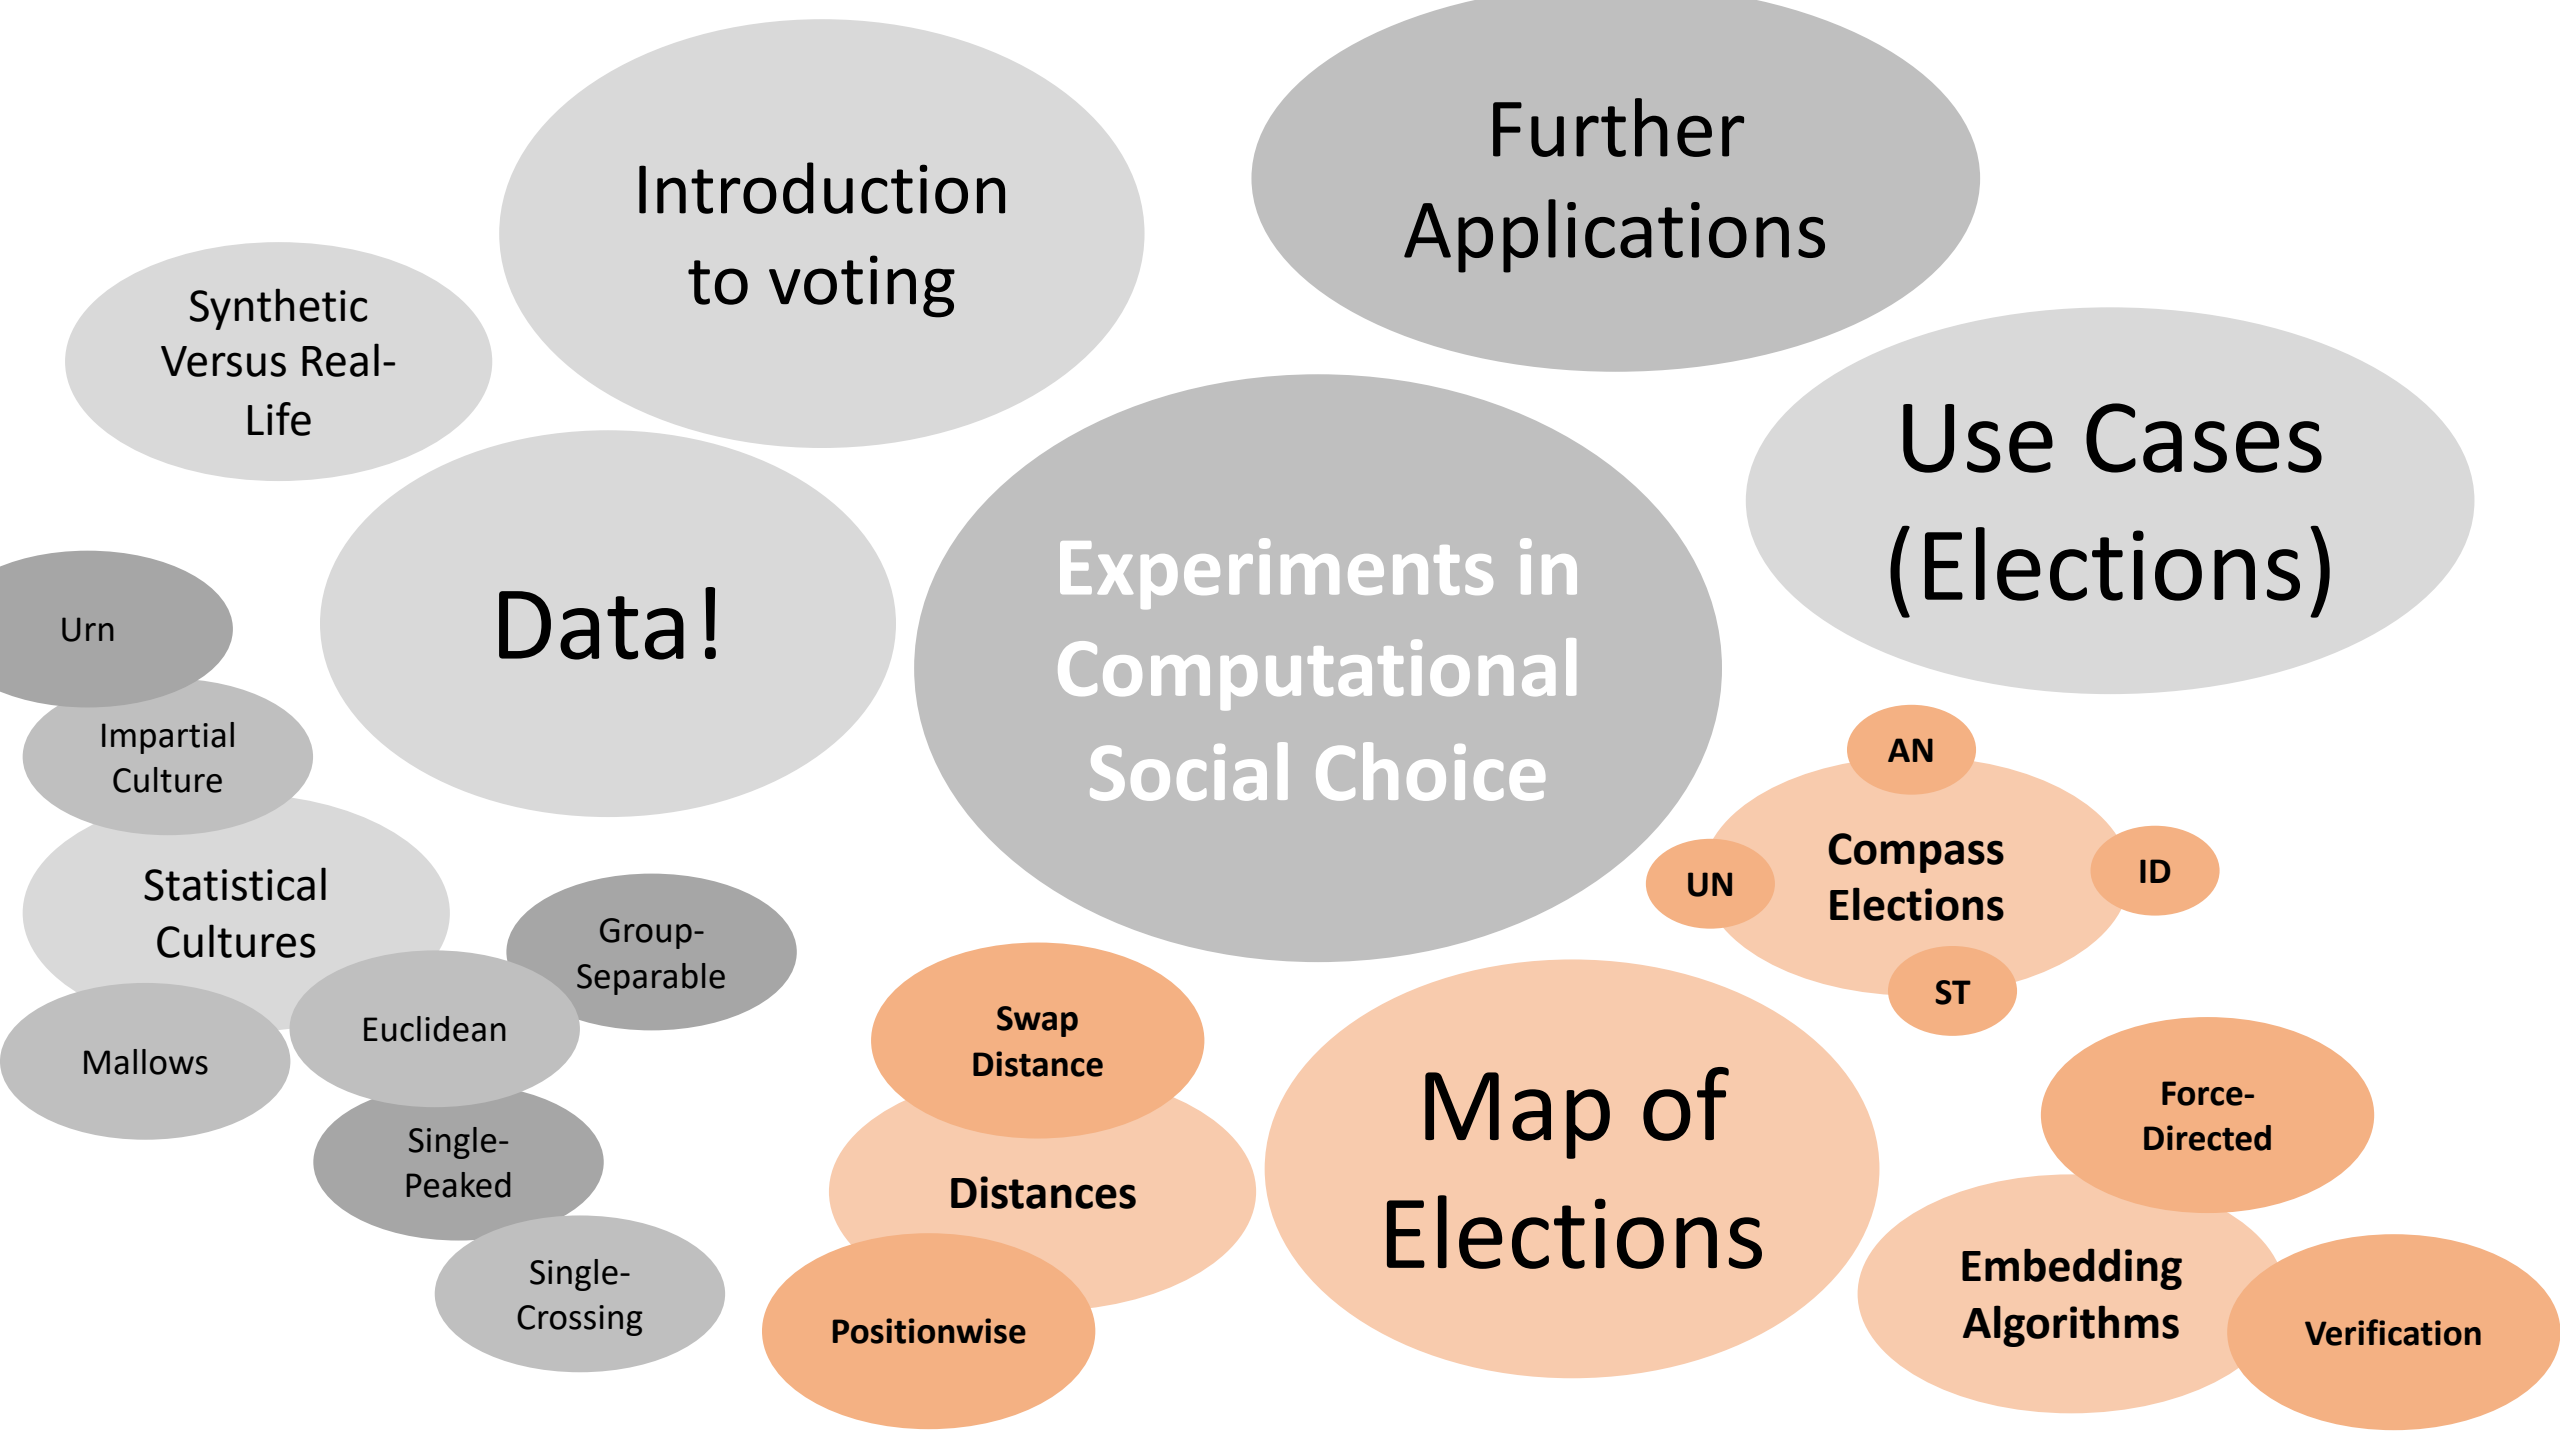 Further
Applications
Introduction
to voting
Synthetic
Versus Real-
Life
Use Cases
(Elections)
Data!
Experiments in
Computational
Social Choice
Urn
Impartial
Culture
Statistical
Cultures
Group-
Separable
Euclidean
Mallows
Single-
Peaked
Single-
Crossing
AN
Compass
Elections
UN
ID
ST
Swap
Distance
Distances
Positionwise
Map of
Elections
Force-
Directed
Embedding
Algorithms
Verification